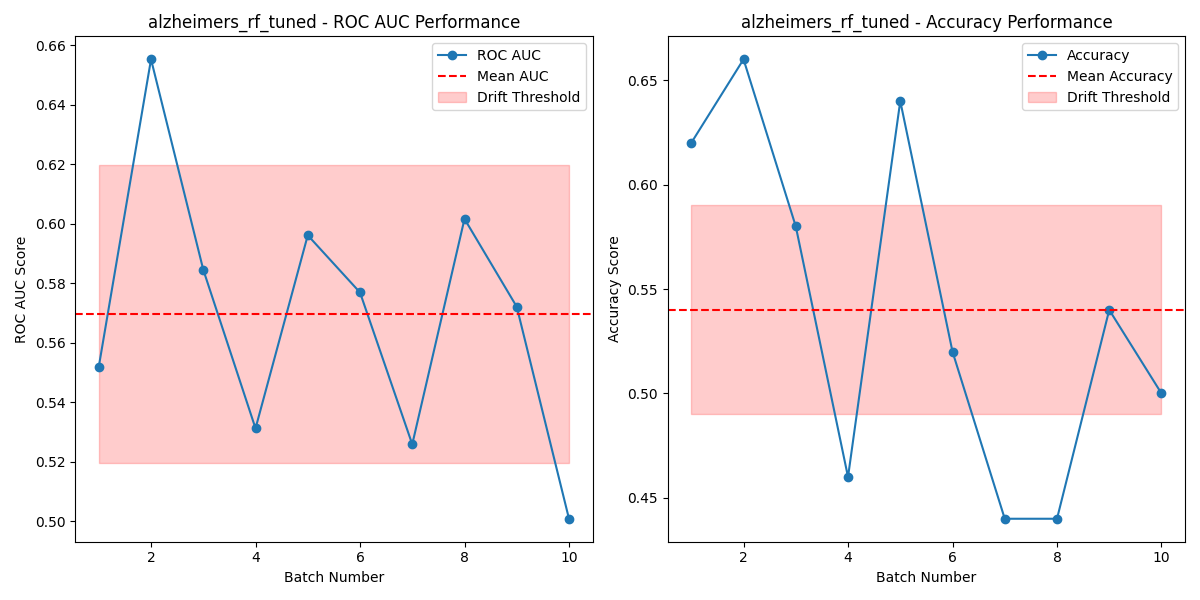 alzheimers_rf_tuned - ROC AUC Performance
ROC AUC Score
0.66
0.64
0.62
0.60
0.58
0.56
0.54
0.52
0.50
ROC AUC
Mean AUC
Drift Threshold
2
4
6
8
10
Batch Number
alzheimers_rf_tuned - Accuracy Performance
Accuracy Score
0.65
0.60
0.55
0.50
0.45
Accuracy
Mean Accuracy
Drift Threshold
2
4
6
8
10
Batch Number